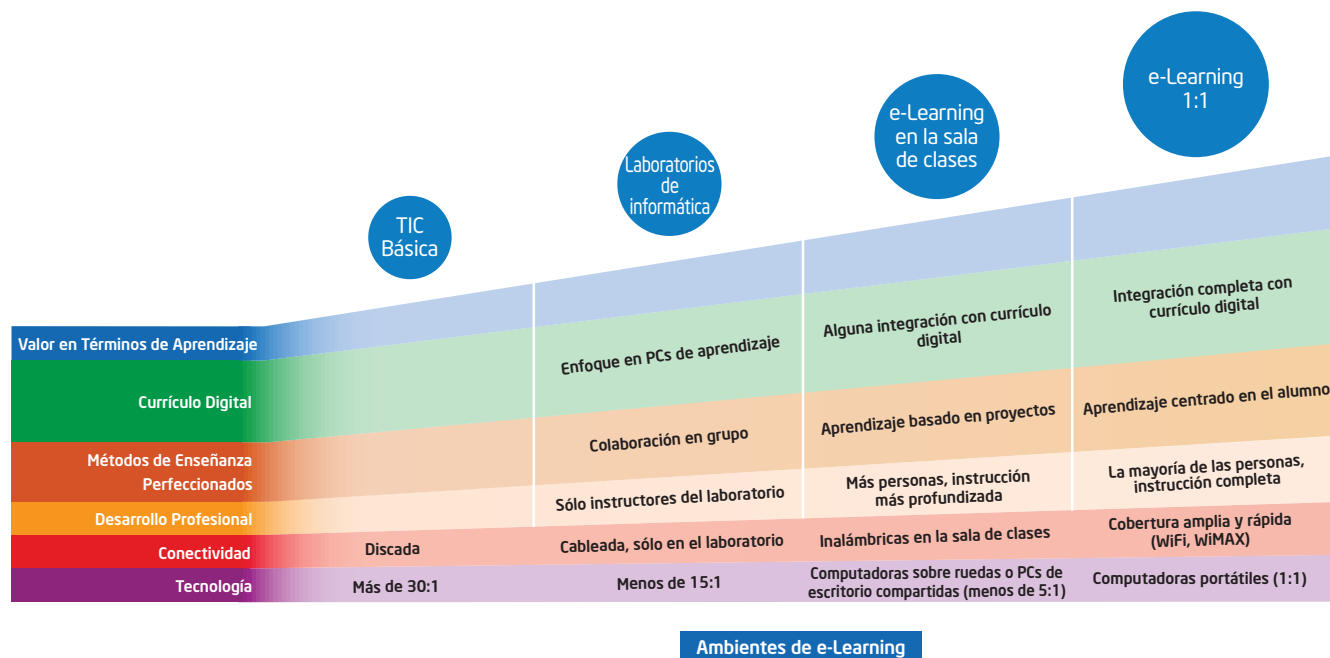 e-Learning
1:1
e-Learning
en la sala
de clases
Laboratorios
de
informática
TIC
Básica
Valor en Términos de Aprendizaje
Currículo Digital
Enfoque en PCs de aprendizaje
Alguna integración con currículo
digital
Integración completa con
currículo digital
Métodos de Enseñanza
Perfeccionados
Colaboración en grupo
Aprendizaje basado en proyectos
Aprendizaje centrado en el alumno
Desarrollo Profesional
Sólo instructores del laboratorio
Más personas, instrucción
más profundizada
La mayoría de las personas,
instrucción completa
Conectividad
Discada
Cableada, sólo en el laboratorio
Inalámbricas en la sala de clases
Cobertura amplia y rápida
(WiFi, WiMAX)
Tecnología
Más de 30:1
Menos de 15:1
Computadoras sobre ruedas o PCs de
escritorio compartidas (menos de 5:1)
Computadoras portátiles (1:1)
Ambientes de e-Learning